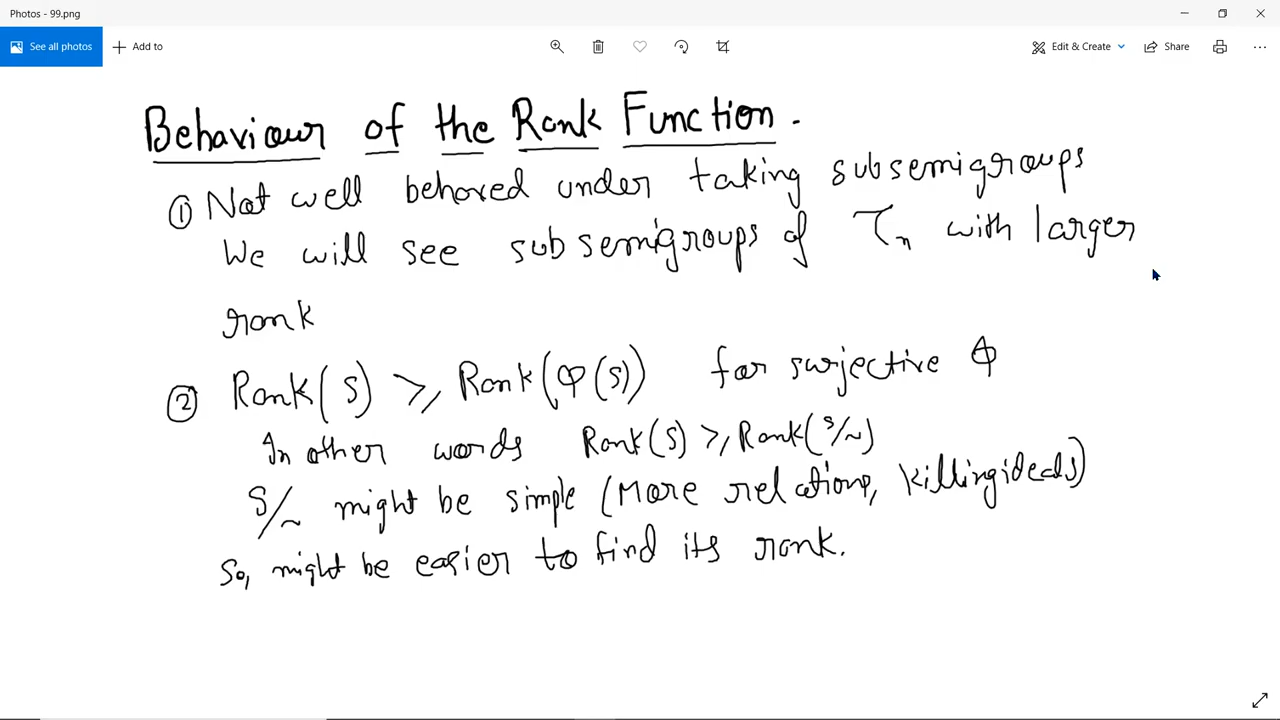 Photos - 99.png
See all photos
Add to
Edit & Create
Share
Behaviour of the Rank Function.
① Not well behaved under taking subsemigroups
We will see subsemigroups of Tₙ with larger
rank
② Rank(S) ≥ Rank(φ(S)) for surjective φ
In other words Rank(S) ≥ Rank(S/~)
S/~ might be simple (More relations, killing ideals)
So, might be easier to find its rank.